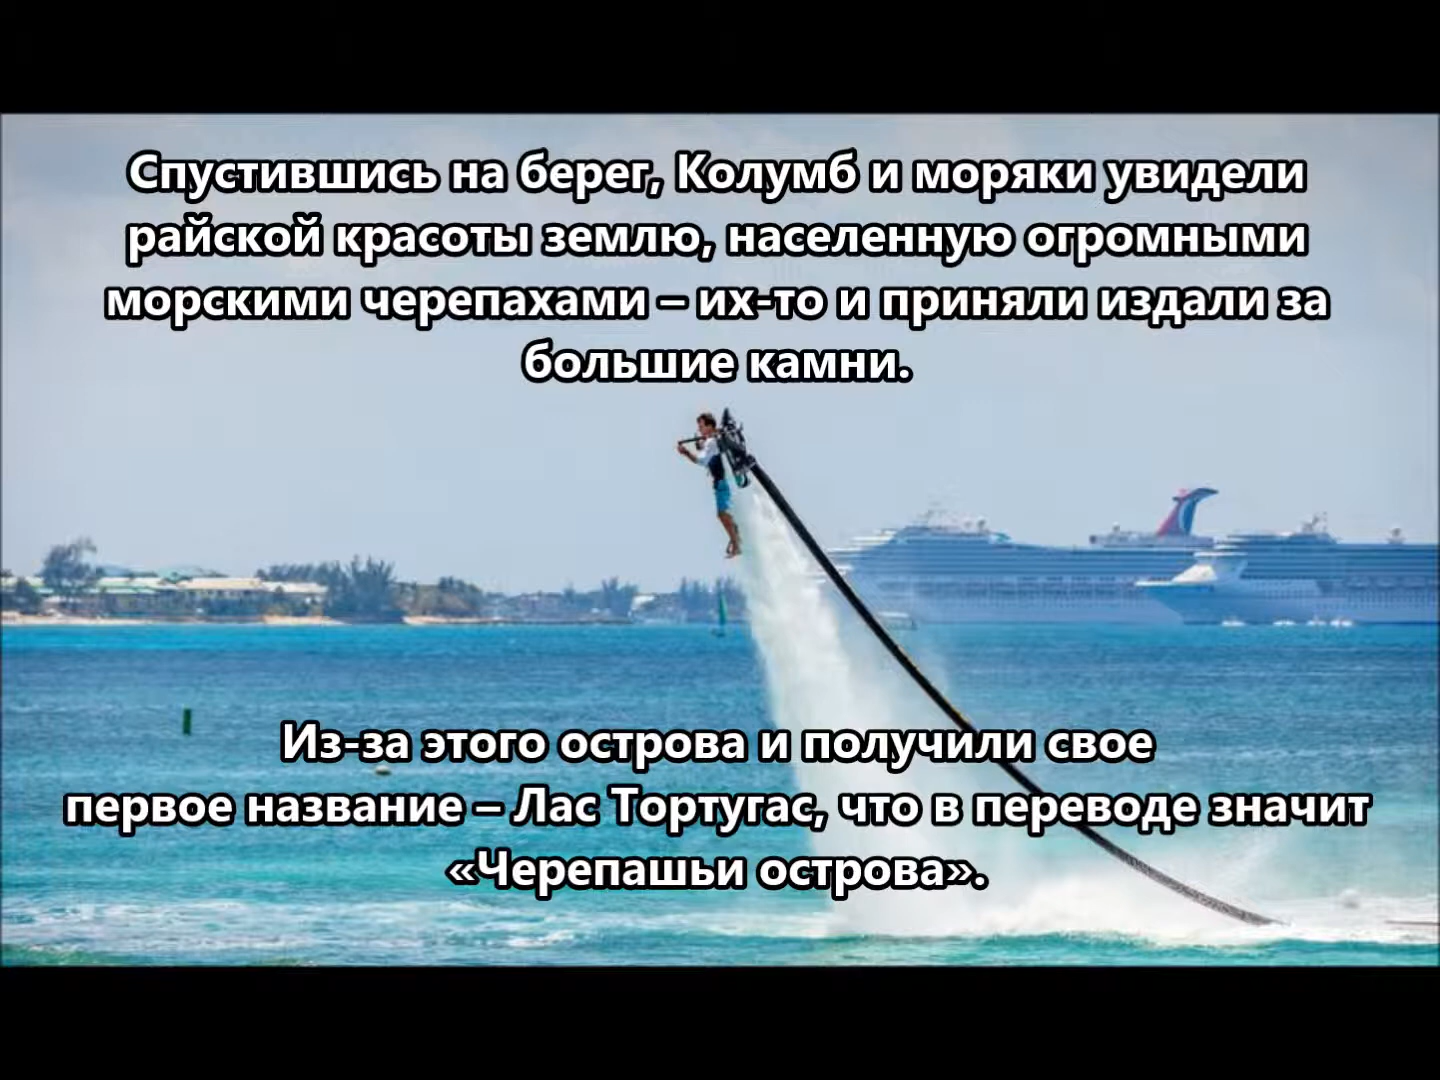 Спустившись на берег, Колумб и моряки увидели
райской красоты землю, населенную огромными
морскими черепахами – их-то и приняли издали за
большие камни.
Из-за этого острова и получили свое
первое название – Лас Тортугас, что в переводе значит
«Черепашьи острова».